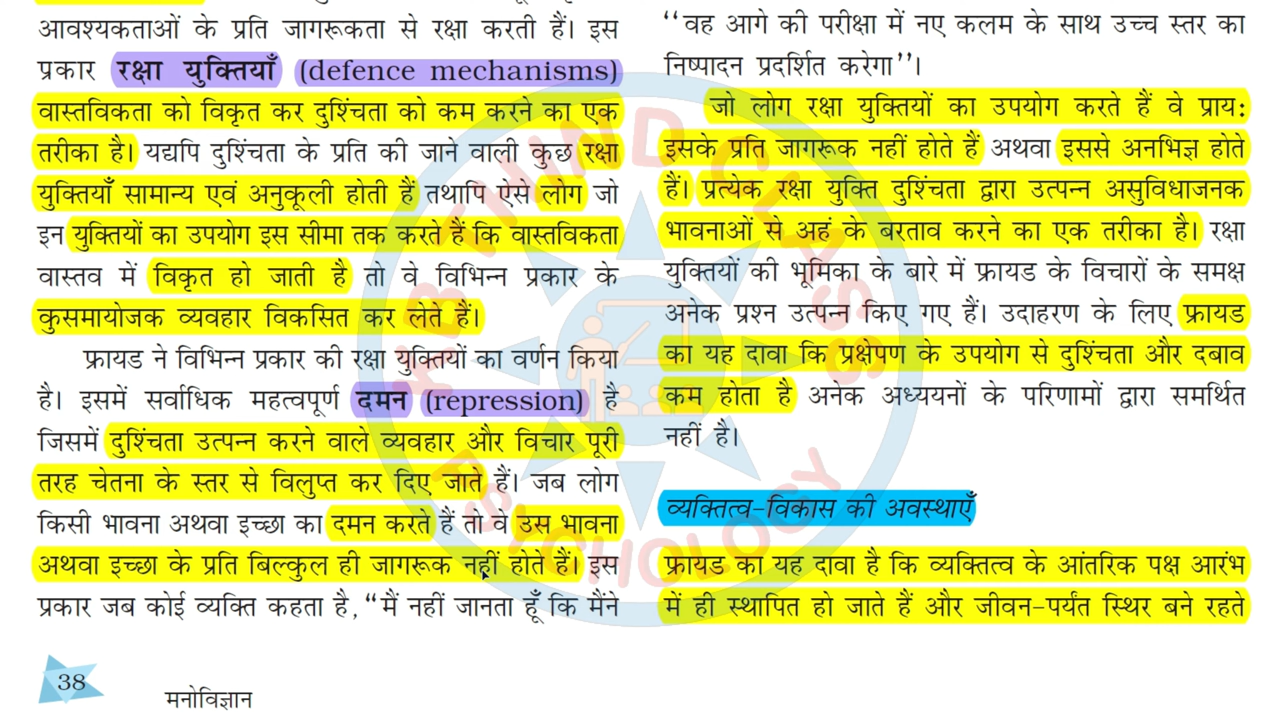 आवश्यकताओं के प्रति जागरूकता से रक्षा करती हैं। इस
प्रकार रक्षा युक्तियाँ (defence mechanisms)
वास्तविकता को विकृत कर दुश्चिंता को कम करने का एक
तरीका है। यद्यपि दुश्चिंता के प्रति की जाने वाली कुछ रक्षा
युक्तियाँ सामान्य एवं अनुकूली होती हैं तथापि ऐसे लोग जो
इन युक्तियों का उपयोग इस सीमा तक करते हैं कि वास्तविकता
वास्तव में विकृत हो जाती है तो वे विभिन्न प्रकार के
कुसमायोजक व्यवहार विकसित कर लेते हैं।
फ्रायड ने विभिन्न प्रकार की रक्षा युक्तियों का वर्णन किया
है। इसमें सर्वाधिक महत्वपूर्ण दमन (repression) है
जिसमें दुश्चिंता उत्पन्न करने वाले व्यवहार और विचार पूरी
तरह चेतना के स्तर से विलुप्त कर दिए जाते हैं। जब लोग
किसी भावना अथवा इच्छा का दमन करते हैं तो वे उस भावना
अथवा इच्छा के प्रति बिल्कुल ही जागरूक नहीं होते हैं। इस
प्रकार जब कोई व्यक्ति कहता है, “मैं नहीं जानता हूँ कि मैंने
38
मनोविज्ञान
“वह आगे की परीक्षा में नए कलम के साथ उच्च स्तर का
निष्पादन प्रदर्शित करेगा”।
जो लोग रक्षा युक्तियों का उपयोग करते हैं वे प्राय:
इसके प्रति जागरूक नहीं होते हैं अथवा इससे अनभिज्ञ होते
हैं। प्रत्येक रक्षा युक्ति दुश्चिंता द्वारा उत्पन्न असुविधाजनक
भावनाओं से अहं के बरताव करने का एक तरीका है। रक्षा
युक्तियों की भूमिका के बारे में फ्रायड के विचारों के समक्ष
अनेक प्रश्न उत्पन्न किए गए हैं। उदाहरण के लिए फ्रायड
का यह दावा कि प्रक्षेपण के उपयोग से दुश्चिंता और दबाव
कम होता है अनेक अध्ययनों के परिणामों द्वारा समर्थित
नहीं है।
व्यक्तित्व-विकास की अवस्थाएँ
फ्रायड का यह दावा है कि व्यक्तित्व के आंतरिक पक्ष आरंभ
में ही स्थापित हो जाते हैं और जीवन-पर्यंत स्थिर बने रहते
PSYCHOLOGY